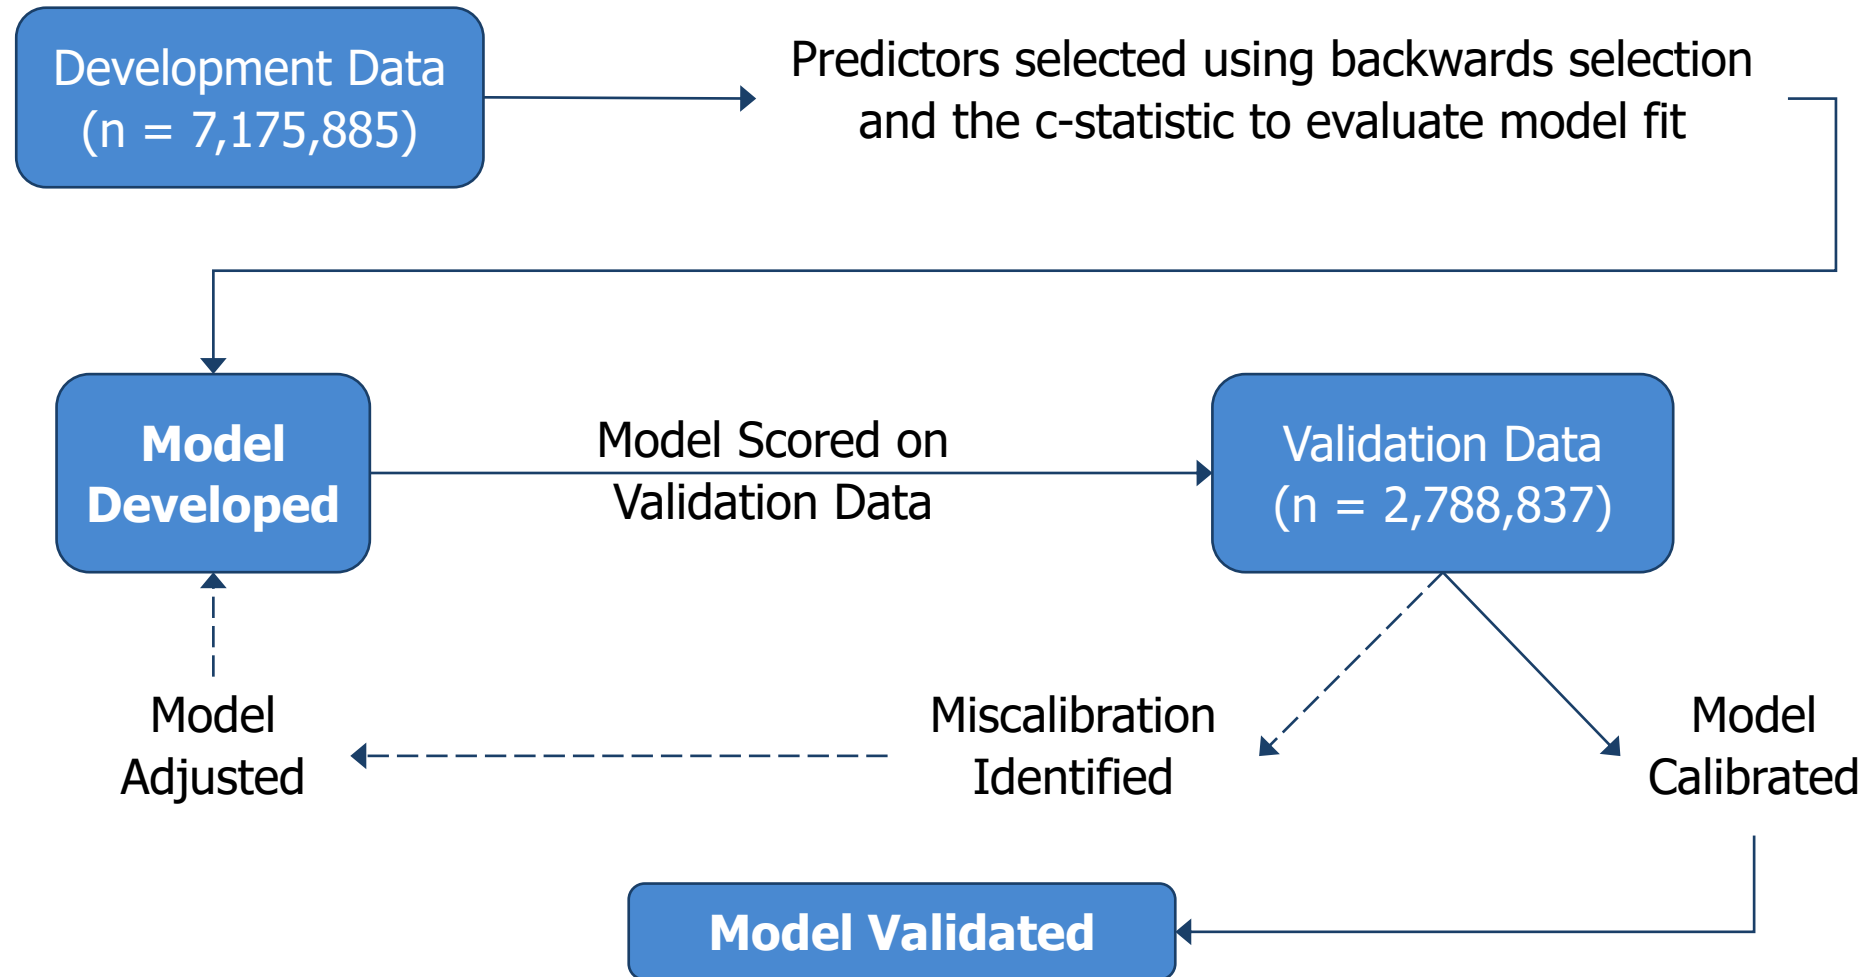 Development Data
(n = 7,175,885)
Predictors selected using backwards selection
and the c-statistic to evaluate model fit
Model
Developed
Model Scored on
Validation Data
Validation Data
(n = 2,788,837)
Model
Adjusted
Miscalibration
Identified
Model
Calibrated
Model Validated